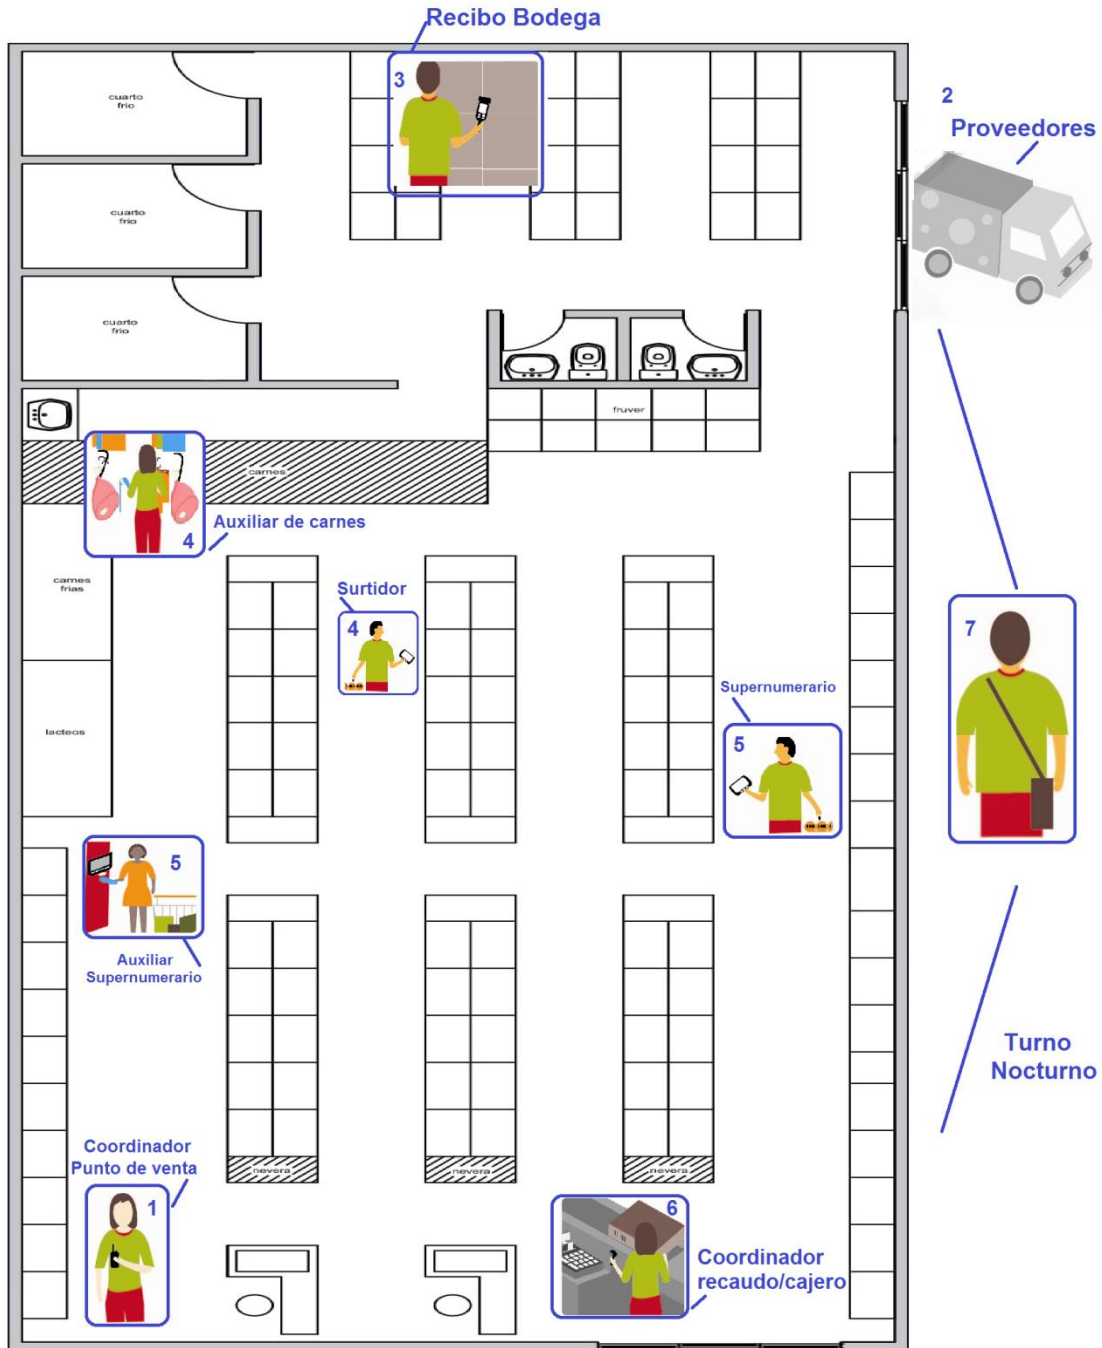 Recibo Bodega
3
2
Proveedores
cuarto
frio
cuarto
frio
cuarto
frio
fruver
carnes
4
Auxiliar de carnes
carnes
frias
Surtidor
4
7
Supernumerario
5
lacteos
5
Auxiliar
Supernumerario
Turno
Nocturno
Coordinador
Punto de venta
nevera
nevera
nevera
1
6
Coordinador
recaudo/cajero